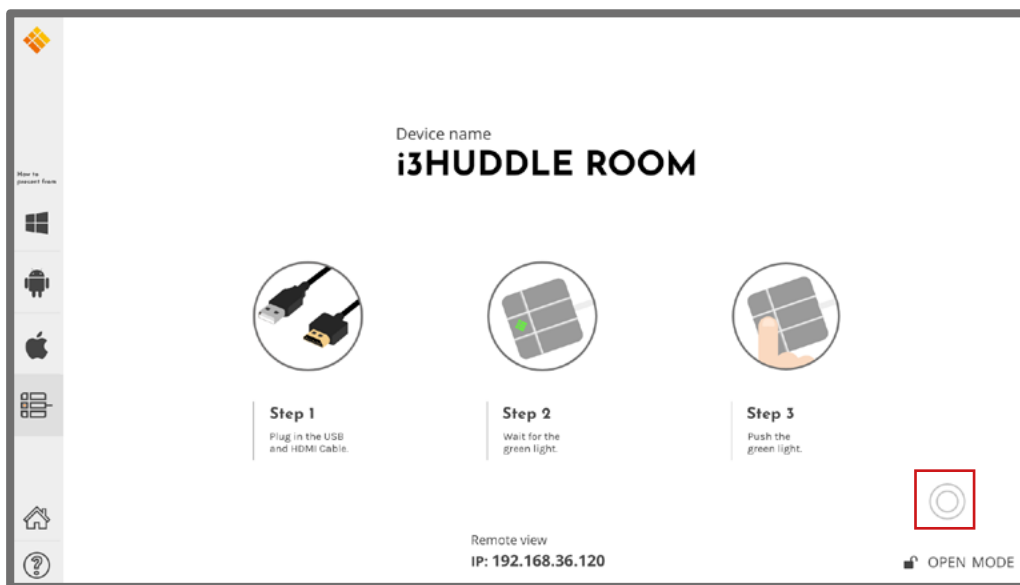 How to
present from
Device name
i3HUDDLE ROOM
Step 1
Plug in the USB
and HDMI Cable.
Step 2
Wait for the
green light.
Step 3
Push the
green light.
Remote view
IP: 192.168.36.120
OPEN MODE